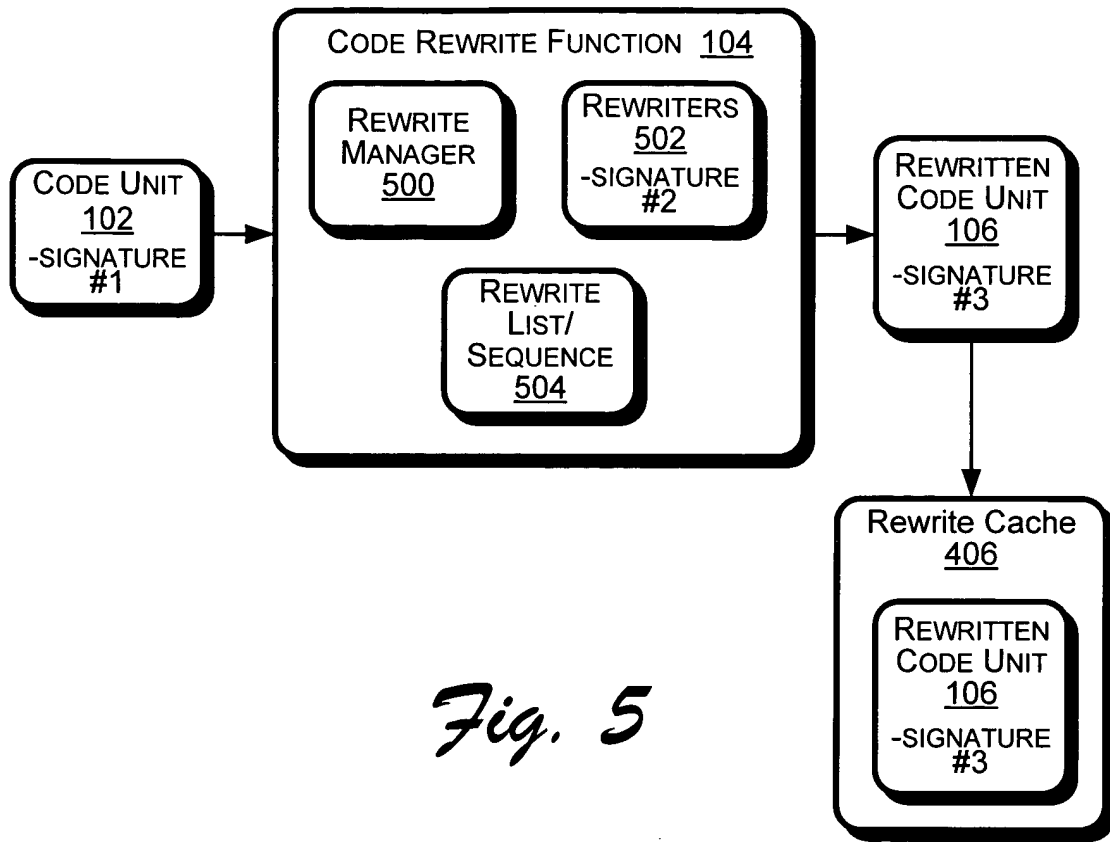 CODE UNIT
102
-SIGNATURE
#1
CODE REWRITE FUNCTION 104
REWRITE
MANAGER
500
REWRITERS
502
-SIGNATURE
#2
REWRITE
LIST/
SEQUENCE
504
REWRITTEN
CODE UNIT
106
-SIGNATURE
#3
Rewrite Cache
406
REWRITTEN
CODE UNIT
106
-SIGNATURE
#3
Fig. 5